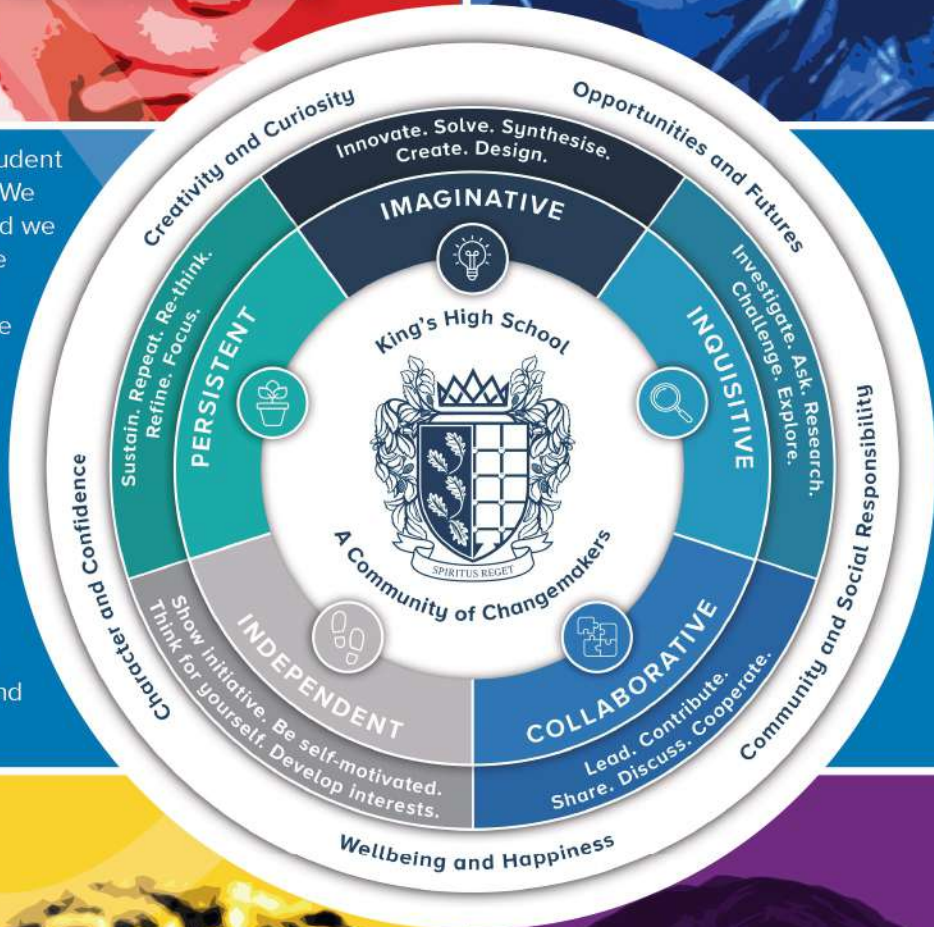 udent
We
d we
e
e
nd
Creativity and Curiosity
Opportunities and Futures
Community and Social Responsibility
Wellbeing and Happiness
Character and Confidence
Innovate. Solve. Synthesise.
Create. Design.
IMAGINATIVE
Investigate. Ask. Research.
Challenge. Explore.
INQUISITIVE
COLLABORATIVE
Lead. Contribute.
Share. Discuss. Cooperate.
INDEPENDENT
Show initiative. Be self-motivated.
Think for yourself. Develop interests.
Sustain. Repeat. Re-think.
Refine. Focus.
PERSISTENT
King's High School
SPIRITUS REGET
A Community of Changemakers